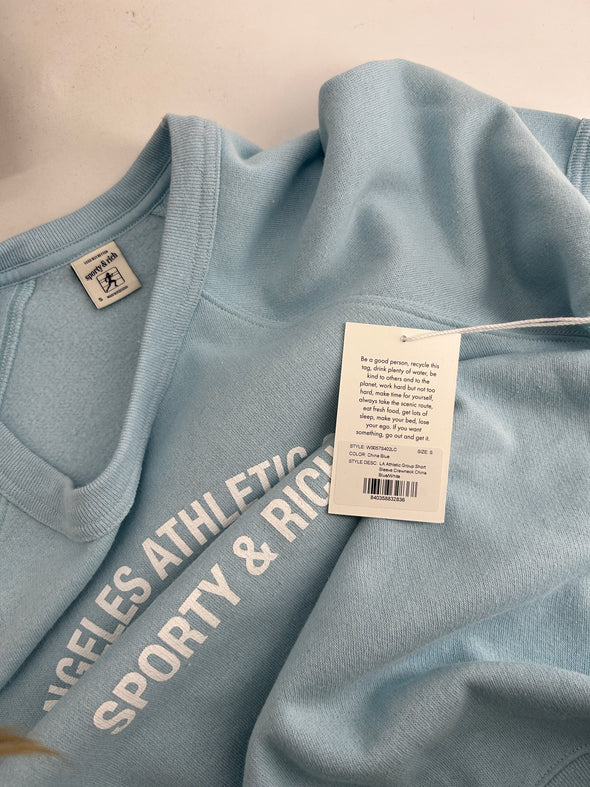 sporty & rich
S
Be a good person, recycle this
tag, drink plenty of water, be
kind to others and to the
planet, work hard but not too
hard, make time for yourself,
always take the scenic route,
eat fresh food, get lots of
sleep, make your bed, lose
your ego. If you want
something, go out and get it.
STYLE: WS057S403LC SIZE: S
COLOR: China Blue
STYLE DESC: LA Athletic Group Short
Sleeve Crewneck China
Blue/White
840358832836
NGELES ATHLETIC
SPORTY & RICH